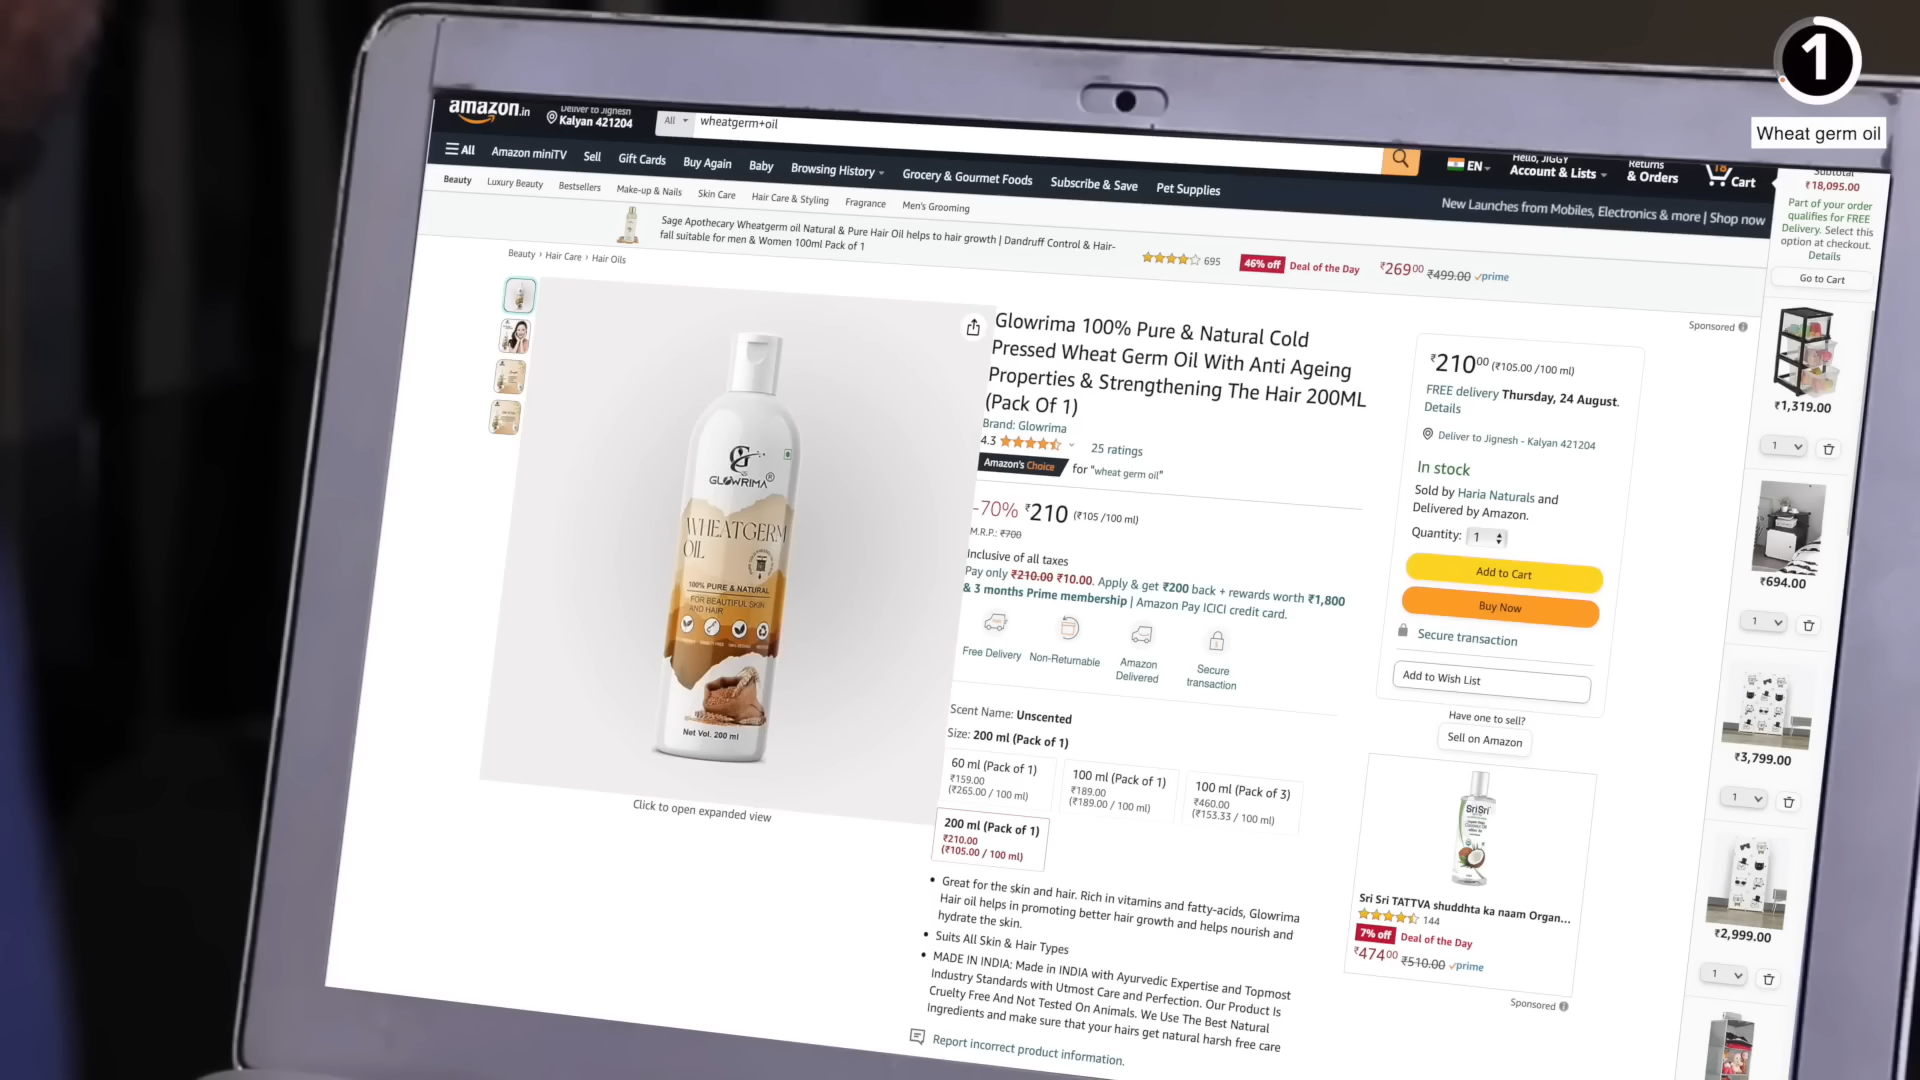 1
Wheat germ oil
amazon.in
Deliver to Jignesh
Kalyan 421204
All
wheatgerm+oil
EN
Hello, JIGGY
Account & Lists
Returns
& Orders
18
Cart
All
Amazon miniTV
Sell
Gift Cards
Buy Again
Baby
Browsing History
Grocery & Gourmet Foods
Subscribe & Save
Pet Supplies
New Launches from Mobiles, Electronics & more | Shop now
Beauty
Luxury Beauty
Bestsellers
Make-up & Nails
Skin Care
Hair Care & Styling
Fragrance
Men's Grooming
Sage Apothecary Wheatgerm oil Natural & Pure Hair Oil helps to hair growth | Dandruff Control & Hair-
fall suitable for men & Women 100ml Pack of 1
695
46% off
Deal of the Day
₹269.00 ₹499.00 prime
Sponsored
Beauty › Hair Care › Hair Oils
GLOWRIMA®
WHEATGERM
OIL
100% PURE & NATURAL
FOR BEAUTIFUL SKIN
AND HAIR
Net Vol. 200 ml
Click to open expanded view
Glowrima 100% Pure & Natural Cold
Pressed Wheat Germ Oil With Anti Ageing
Properties & Strengthening The Hair 200ML
(Pack Of 1)
Brand: Glowrima
4.3
25 ratings
Amazon's Choice
for "wheat germ oil"
-70% ₹210 (₹105 /100 ml)
M.R.P.: ₹700
Inclusive of all taxes
Pay only ₹210.00 ₹10.00. Apply & get ₹200 back + rewards worth ₹1,800
& 3 months Prime membership | Amazon Pay ICICI credit card.
Free Delivery
Non-Returnable
Amazon
Delivered
Secure
transaction
Scent Name: Unscented
Size: 200 ml (Pack of 1)
60 ml (Pack of 1)
₹159.00
(₹265.00 / 100 ml)
100 ml (Pack of 1)
₹189.00
(₹189.00 / 100 ml)
100 ml (Pack of 3)
₹460.00
(₹153.33 / 100 ml)
200 ml (Pack of 1)
₹210.00
(₹105.00 / 100 ml)
• Great for the skin and hair. Rich in vitamins and fatty-acids, Glowrima
Hair oil helps in promoting better hair growth and helps nourish and
hydrate the skin.
• Suits All Skin & Hair Types
• MADE IN INDIA: Made in INDIA with Ayurvedic Expertise and Topmost
Industry Standards with Utmost Care and Perfection. Our Product Is
Cruelty Free And Not Tested On Animals. We Use The Best Natural
Ingredients and make sure that your hairs get natural harsh free care
Report incorrect product information.
₹210.00 (₹105.00 /100 ml)
FREE delivery Thursday, 24 August.
Details
Deliver to Jignesh - Kalyan 421204
In stock
Sold by Haria Naturals and
Delivered by Amazon.
Quantity: 1
Add to Cart
Buy Now
Secure transaction
Add to Wish List
Have one to sell?
Sell on Amazon
SriSri
Sri Sri TATTVA shuddhta ka naam Organ...
144
7% off
Deal of the Day
₹474.00 ₹510.00 prime
Sponsored
Subtotal
₹18,095.00
Part of your order
qualifies for FREE
Delivery. Select this
option at checkout.
Details
Go to Cart
₹1,319.00
1
₹694.00
1
₹3,799.00
1
₹2,999.00
1